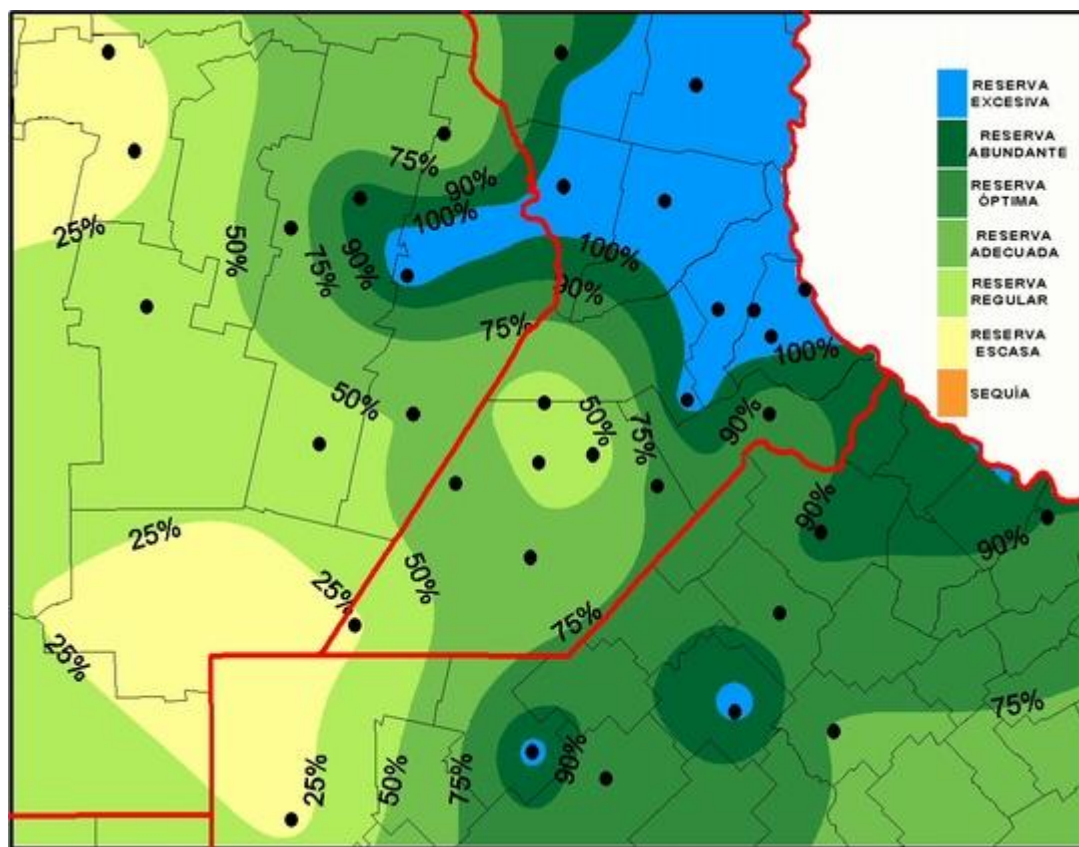 RESERVA
EXCESIVA
RESERVA
ABUNDANTE
RESERVA
ÓPTIMA
RESERVA
ADECUADA
RESERVA
REGULAR
RESERVA
ESCASA
SEQUÍA
75%
90%
100%
25%
50%
75%
90%
100%
90%
75%
100%
50%
50%
75%
90%
25%
90%
90%
50%
25%
75%
25%
75%
25%
50%
75%
90%